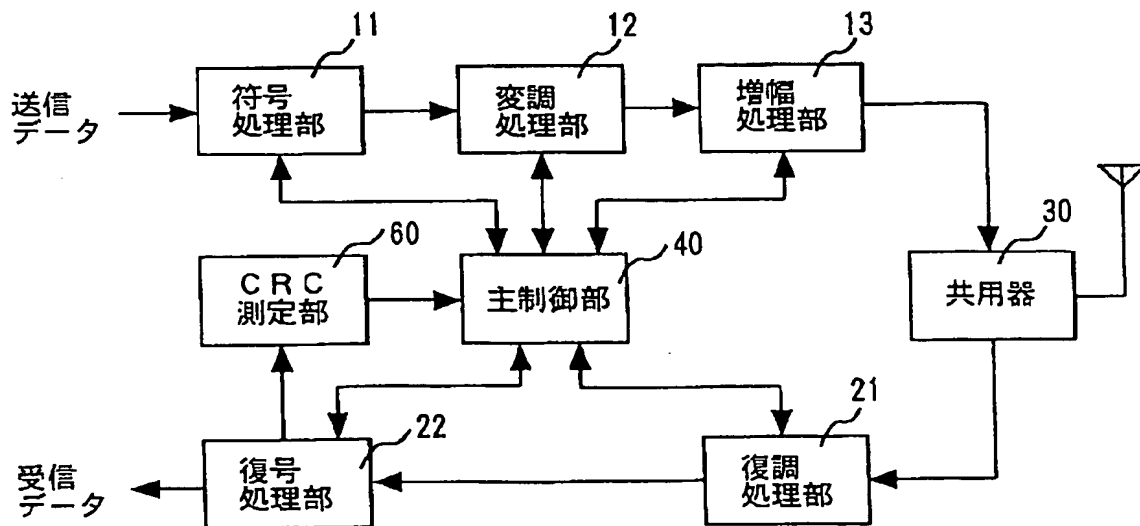 11
12
13
送信
データ
符号
処理部
変調
処理部
増幅
処理部
60
40
30
CRC
測定部
主制御部
共用器
22
21
受信
データ
復号
処理部
復調
処理部